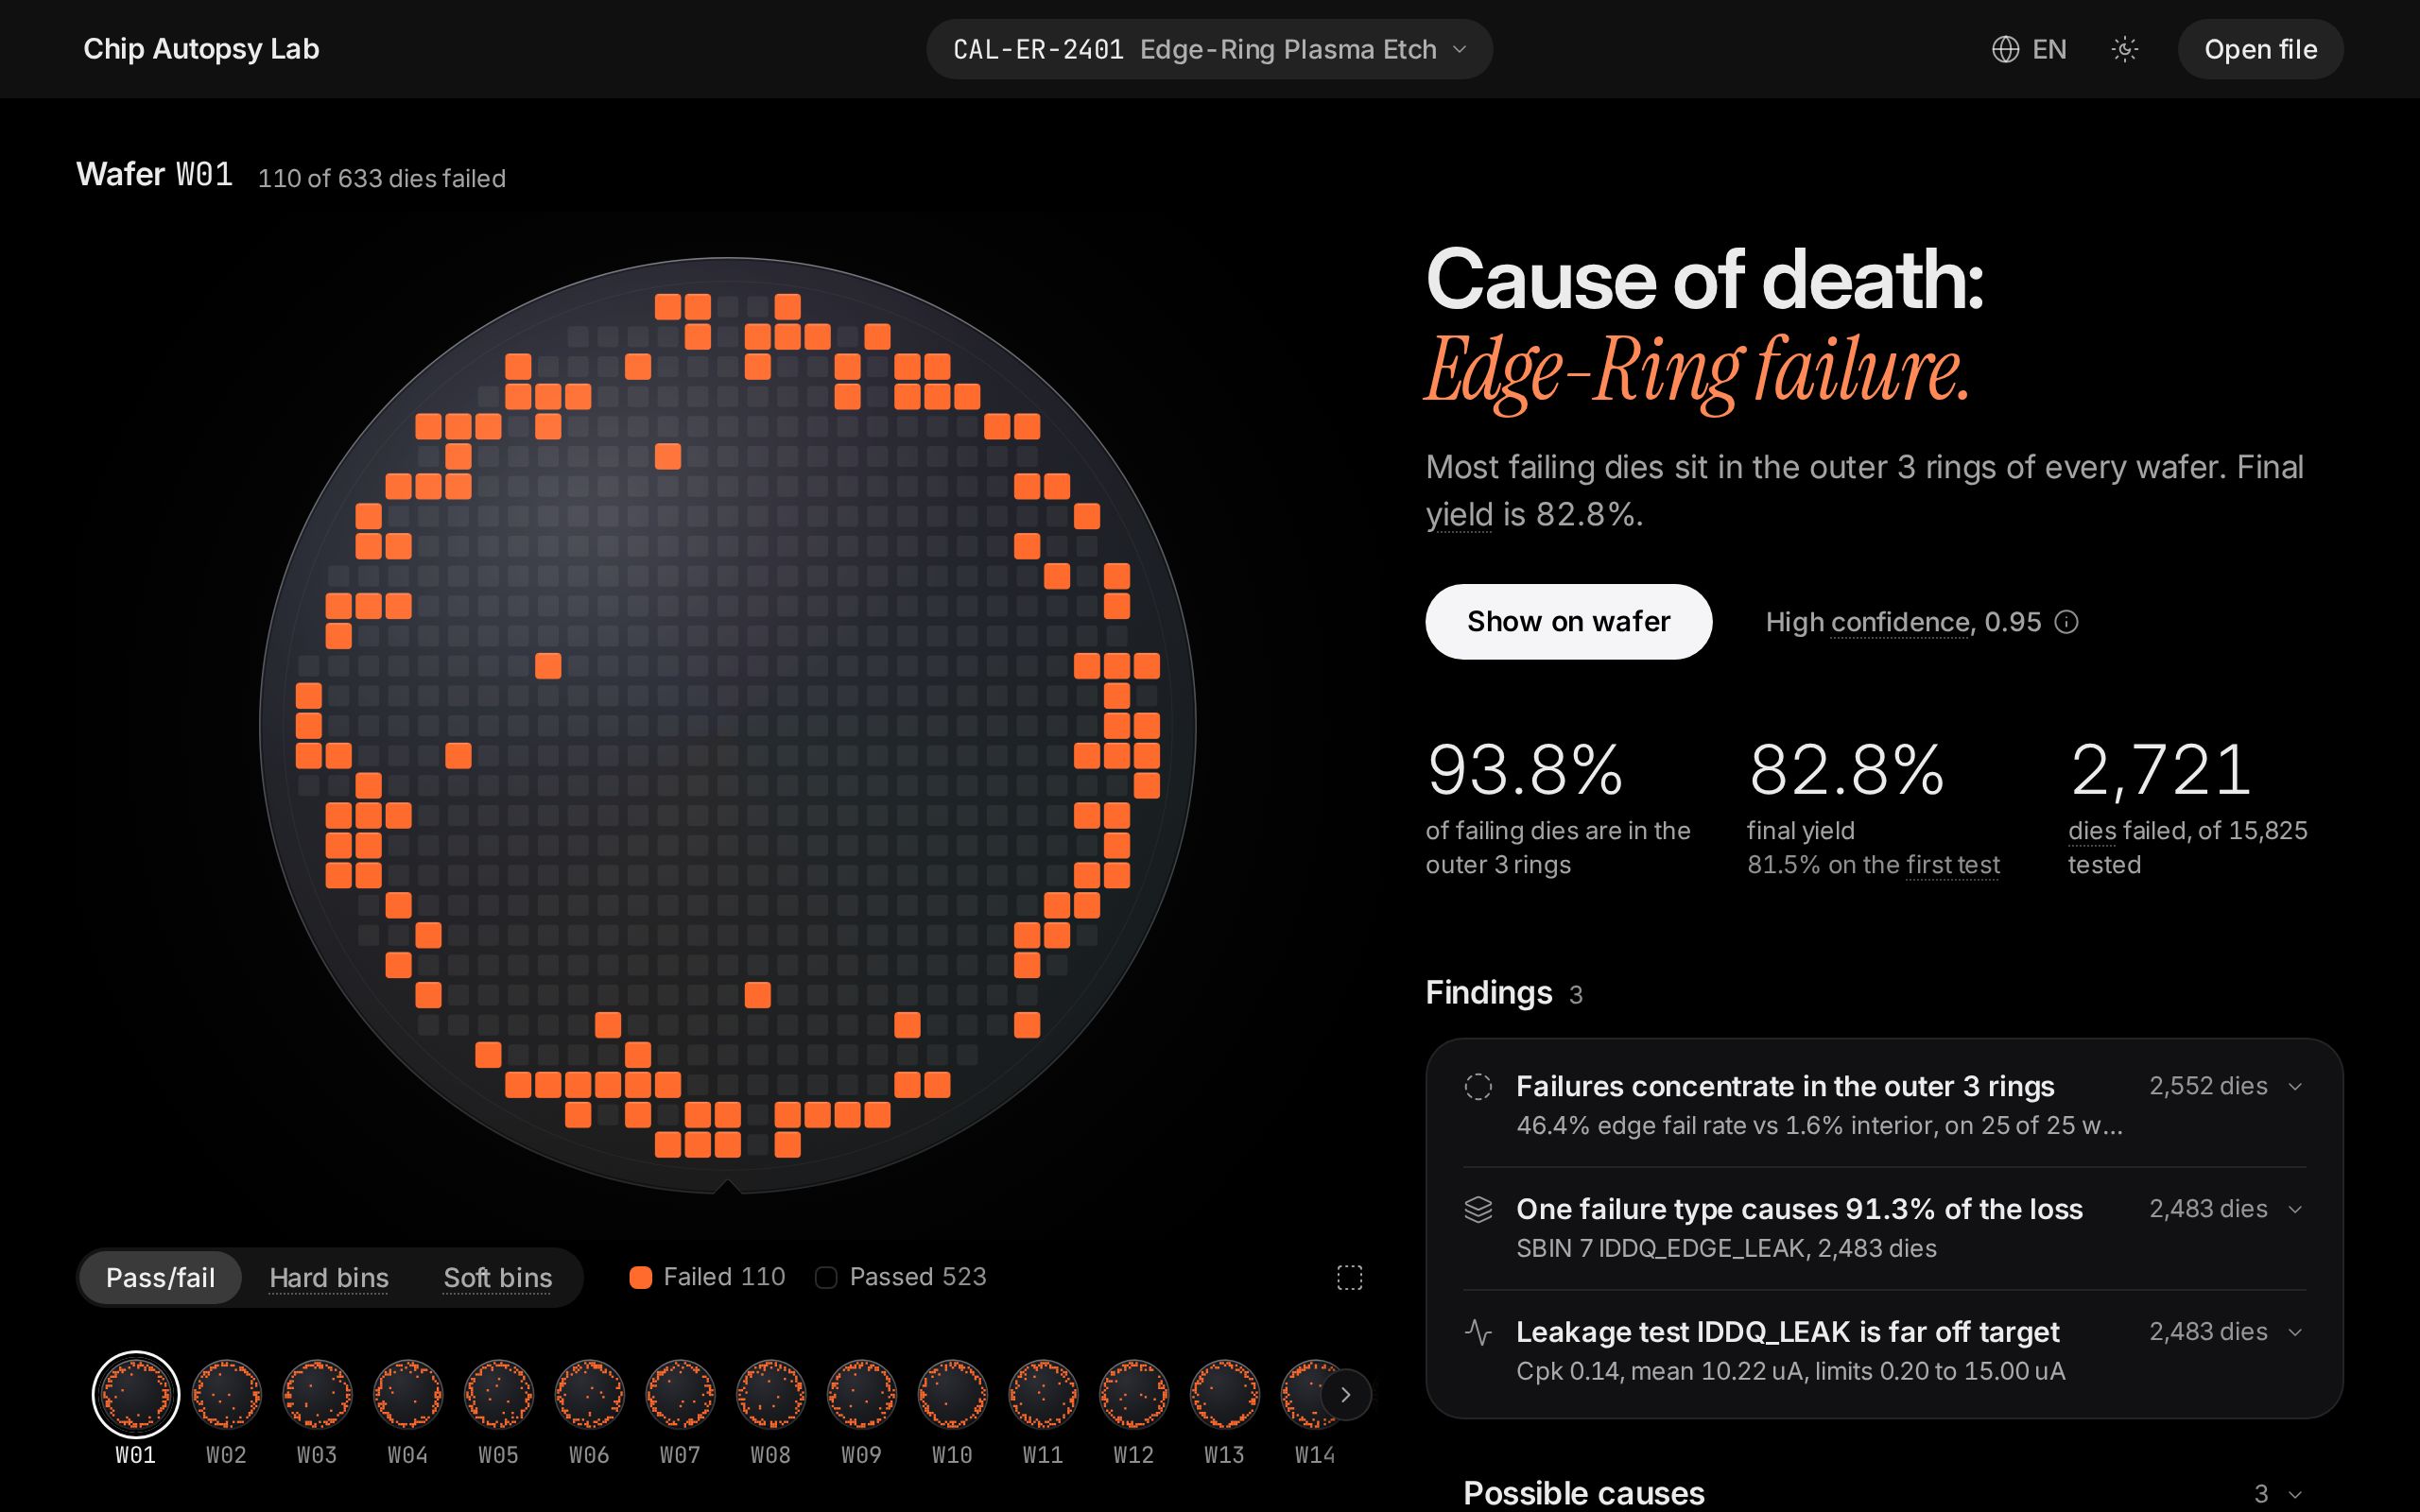 Chip Autopsy Lab
CAL-ER-2401 Edge-Ring Plasma Etch
EN
Open file
Wafer W01 110 of 633 dies failed
Cause of death:
Edge-Ring failure.
Most failing dies sit in the outer 3 rings of every wafer. Final
yield is 82.8%.
Show on wafer
High confidence, 0.95
93.8%
of failing dies are in the
outer 3 rings
82.8%
final yield
81.5% on the first test
2,721
dies failed, of 15,825
tested
Findings 3
Failures concentrate in the outer 3 rings 2,552 dies
46.4% edge fail rate vs 1.6% interior, on 25 of 25 w...
One failure type causes 91.3% of the loss 2,483 dies
SBIN 7 IDDQ_EDGE_LEAK, 2,483 dies
Leakage test IDDQ_LEAK is far off target 2,483 dies
Cpk 0.14, mean 10.22 uA, limits 0.20 to 15.00 uA
Possible causes 3
Pass/fail Hard bins Soft bins
Failed 110 Passed 523
W01 W02 W03 W04 W05 W06 W07 W08 W09 W10 W11 W12 W13 W14